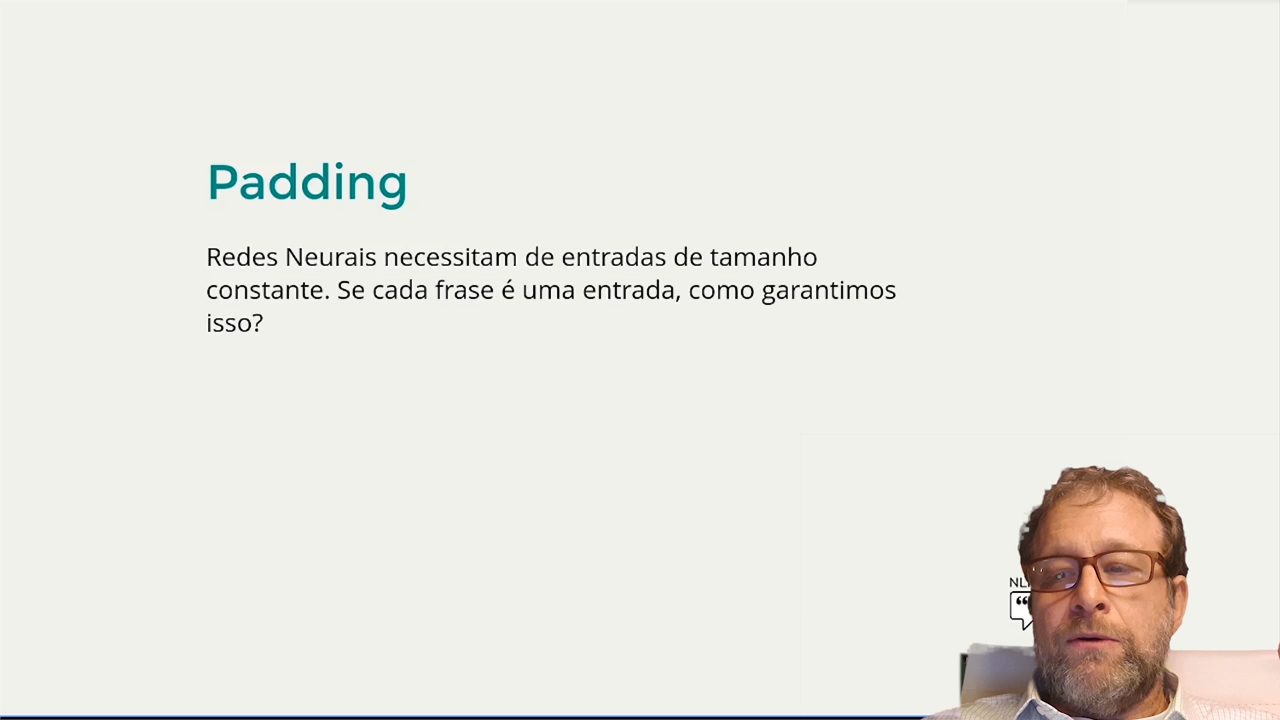 Padding
Redes Neurais necessitam de entradas de tamanho
constante. Se cada frase é uma entrada, como garantimos
isso?